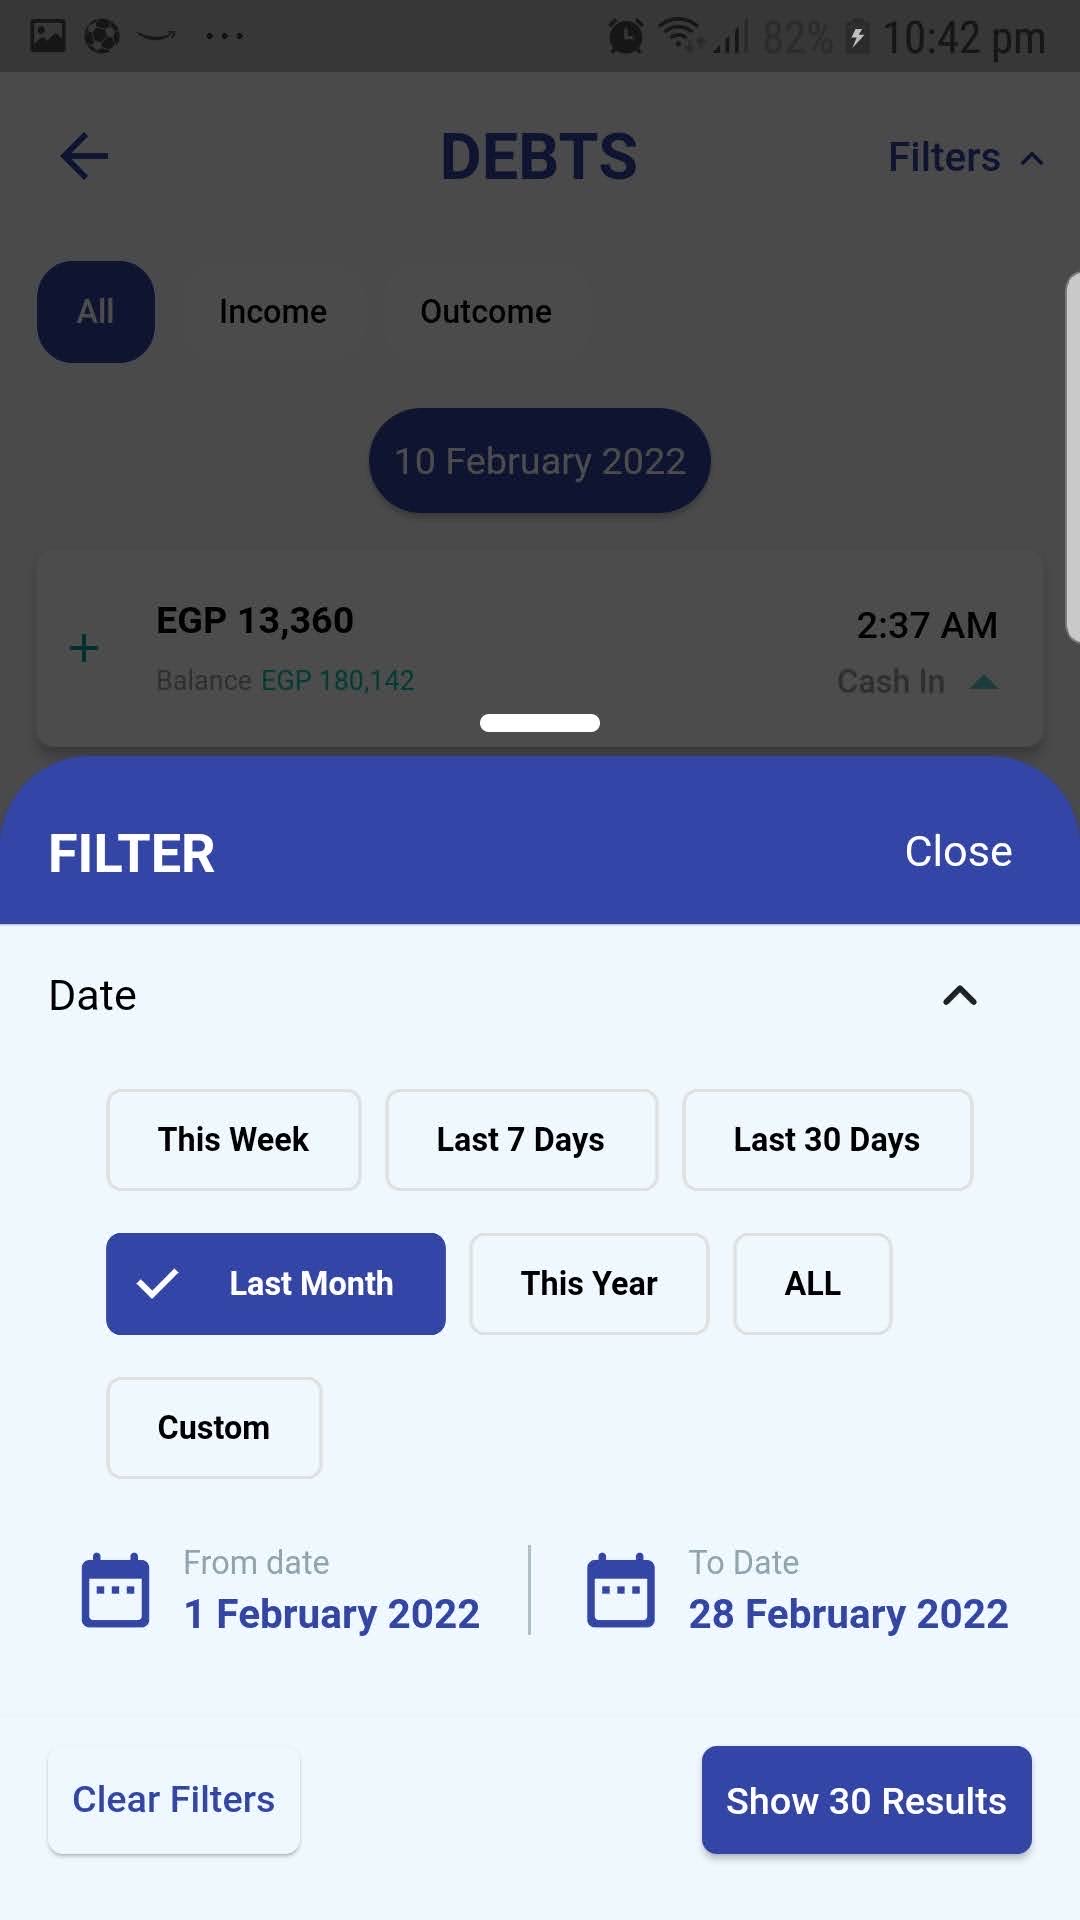 82% 10:42 pm
DEBTS
Filters
All
Income
Outcome
10 February 2022
EGP 13,360
2:37 AM
Balance EGP 180,142
Cash In
FILTER
Close
Date
This Week
Last 7 Days
Last 30 Days
Last Month
This Year
ALL
Custom
From date
1 February 2022
To Date
28 February 2022
Clear Filters
Show 30 Results